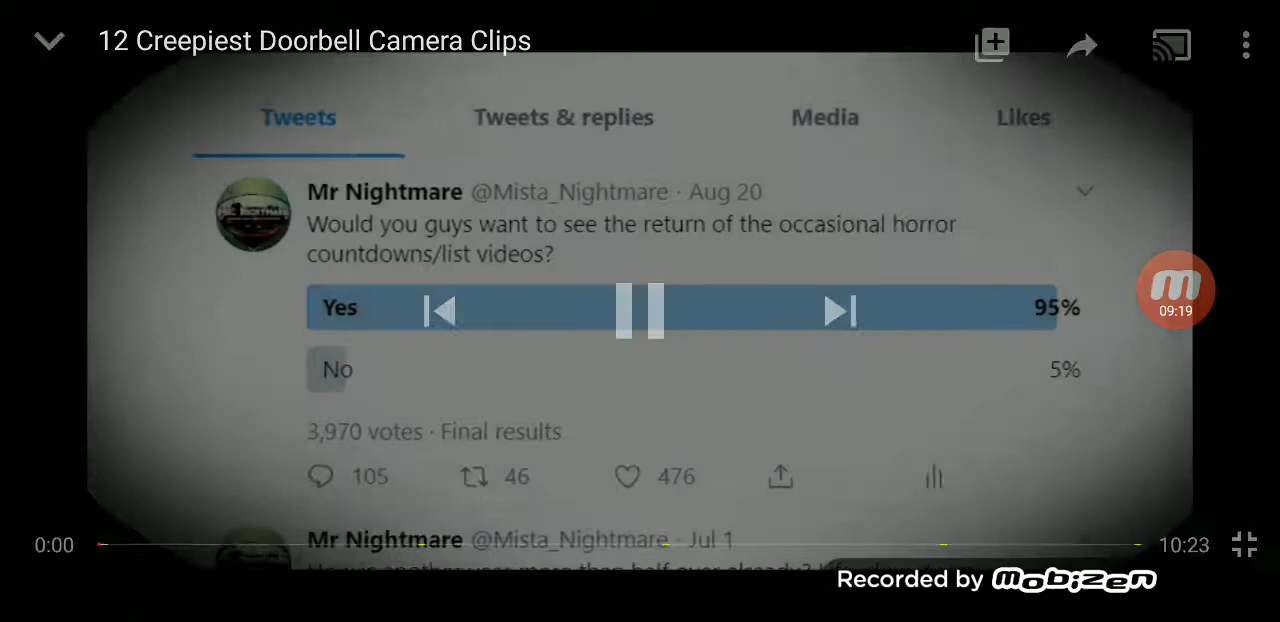 12 Creepiest Doorbell Camera Clips
Tweets Tweets & replies Media Likes
Mr Nightmare @Mista_Nightmare · Aug 20
Would you guys want to see the return of the occasional horror
countdowns/list videos?
Yes 95%
09:19
No 5%
3,970 votes · Final results
105 46 476
Mr Nightmare @Mista_Nightmare · Jul 1
0:00 10:23
Recorded by mobizen